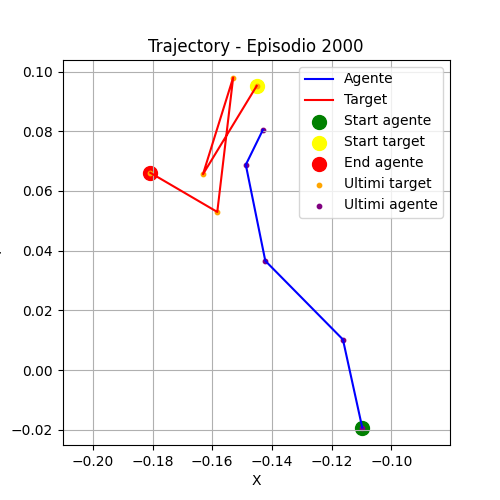 Trajectory - Episodio 2000
Agente
Target
Start agente
Start target
End agente
Ultimi target
Ultimi agente
0.10
0.08
0.06
0.04
0.02
0.00
−0.02
−0.20
−0.18
−0.16
−0.14
−0.12
−0.10
X